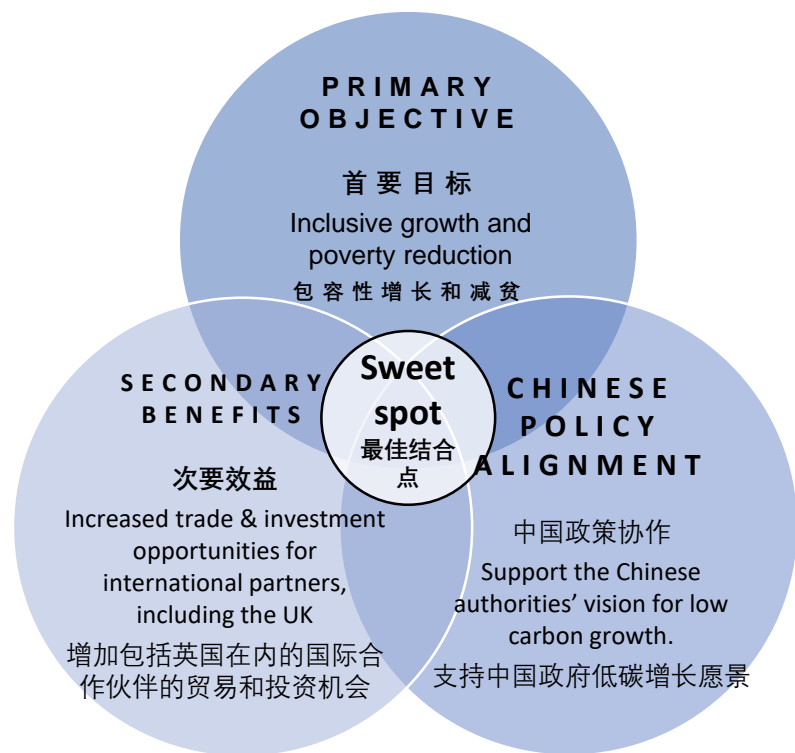 PRIMARY
OBJECTIVE
首要目标
Inclusive growth and
poverty reduction
包容性增长和减贫
SECONDARY
BENEFITS
次要效益
Increased trade & investment
opportunities for
international partners,
including the UK
增加包括英国在内的国际合
作伙伴的贸易和投资机会
Sweet
spot
最佳结合
点
CHINESE
POLICY
ALIGNMENT
中国政策协作
Support the Chinese
authorities’ vision for low
carbon growth.
支持中国政府低碳增长愿景